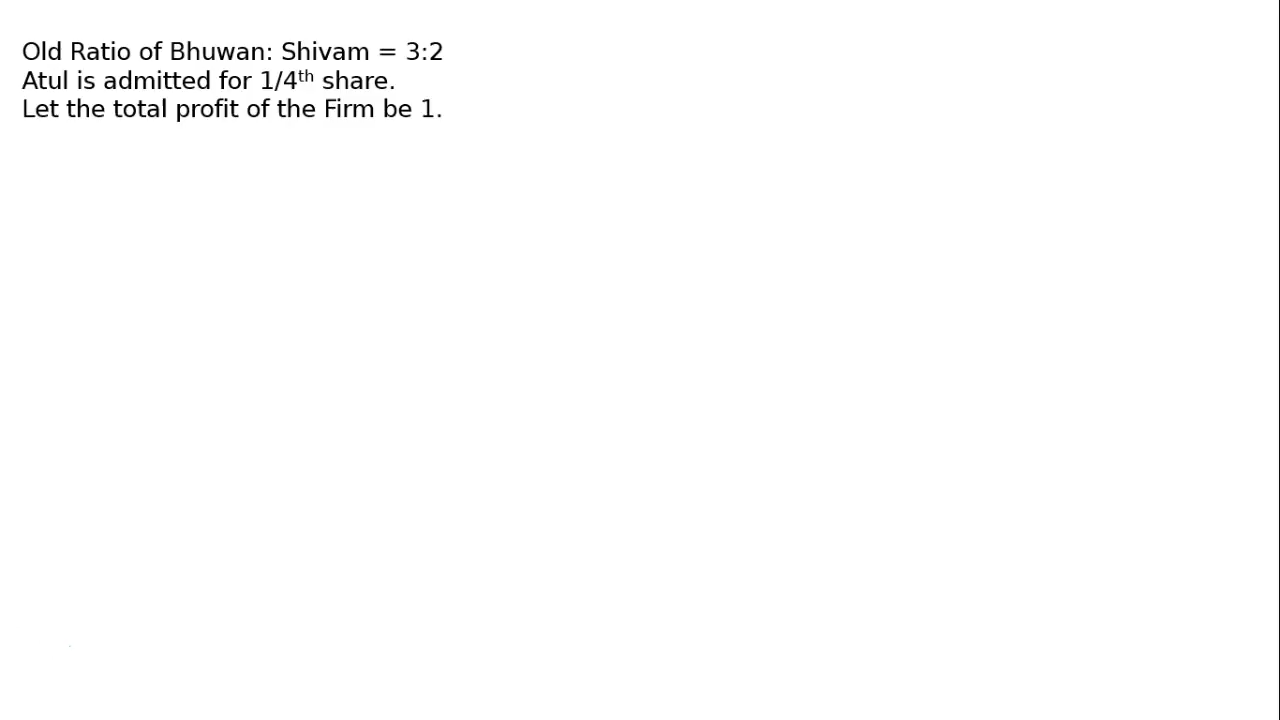 Old Ratio of Bhuwan: Shivam = 3:2
Atul is admitted for 1/4ᵗʰ share.
Let the total profit of the Firm be 1.